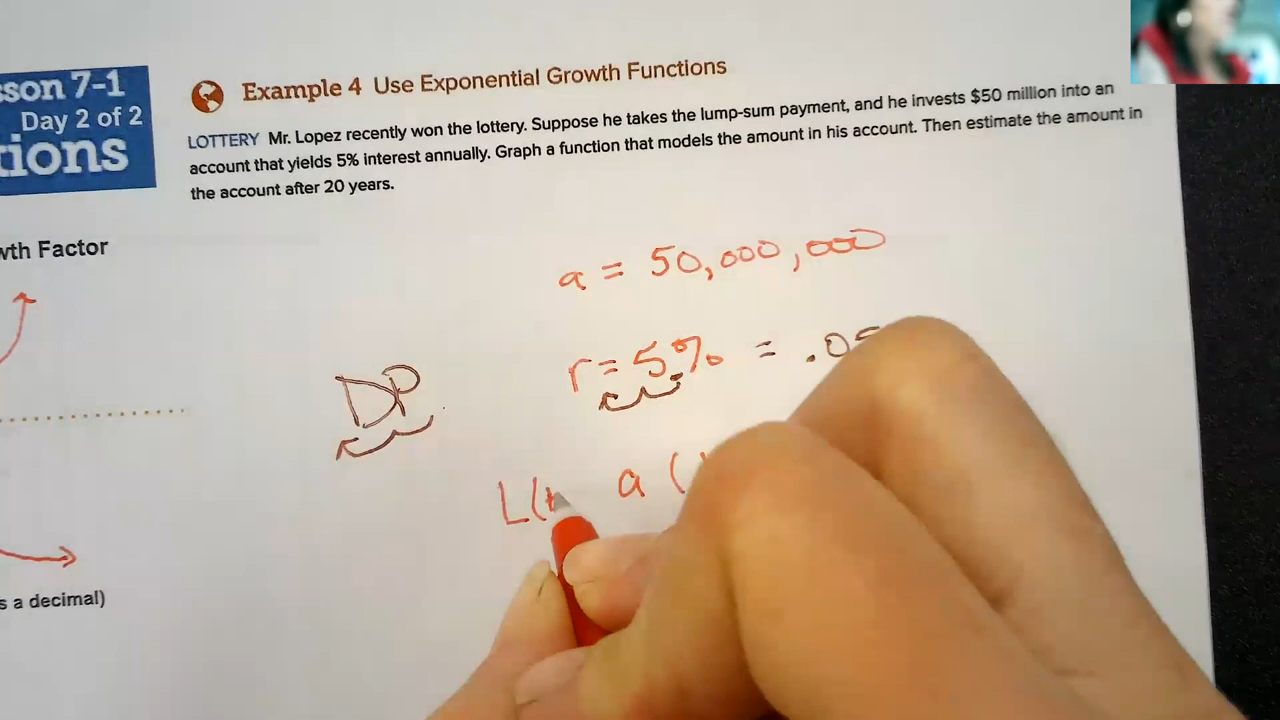 sson 7-1
Day 2 of 2
tions
Example 4 Use Exponential Growth Functions
LOTTERY Mr. Lopez recently won the lottery. Suppose he takes the lump-sum payment, and he invests $50 million into an
account that yields 5% interest annually. Graph a function that models the amount in his account. Then estimate the amount in
the account after 20 years.
wth Factor
a = 50,000,000
r = 5% = .05
DP
L( a (
s a decimal)